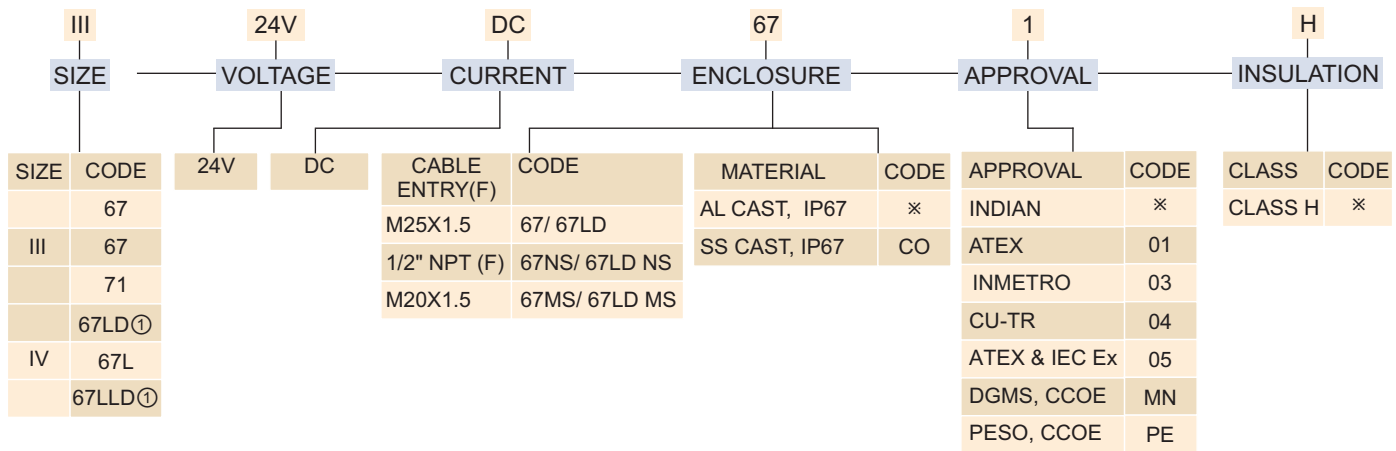 III 24V DC 67 1 H
SIZE VOLTAGE CURRENT ENCLOSURE APPROVAL INSULATION
SIZE CODE
67
III 67
71
67LD①
IV 67L
67LLD①
24V
DC
CABLE ENTRY(F) CODE
M25X1.5 67/ 67LD
1/2" NPT (F) 67NS/ 67LD NS
M20X1.5 67MS/ 67LD MS
MATERIAL CODE
AL CAST, IP67 ※
SS CAST, IP67 CO
APPROVAL CODE
INDIAN ※
ATEX 01
INMETRO 03
CU-TR 04
ATEX & IEC Ex 05
DGMS, CCOE MN
PESO, CCOE PE
CLASS CODE
CLASS H ※